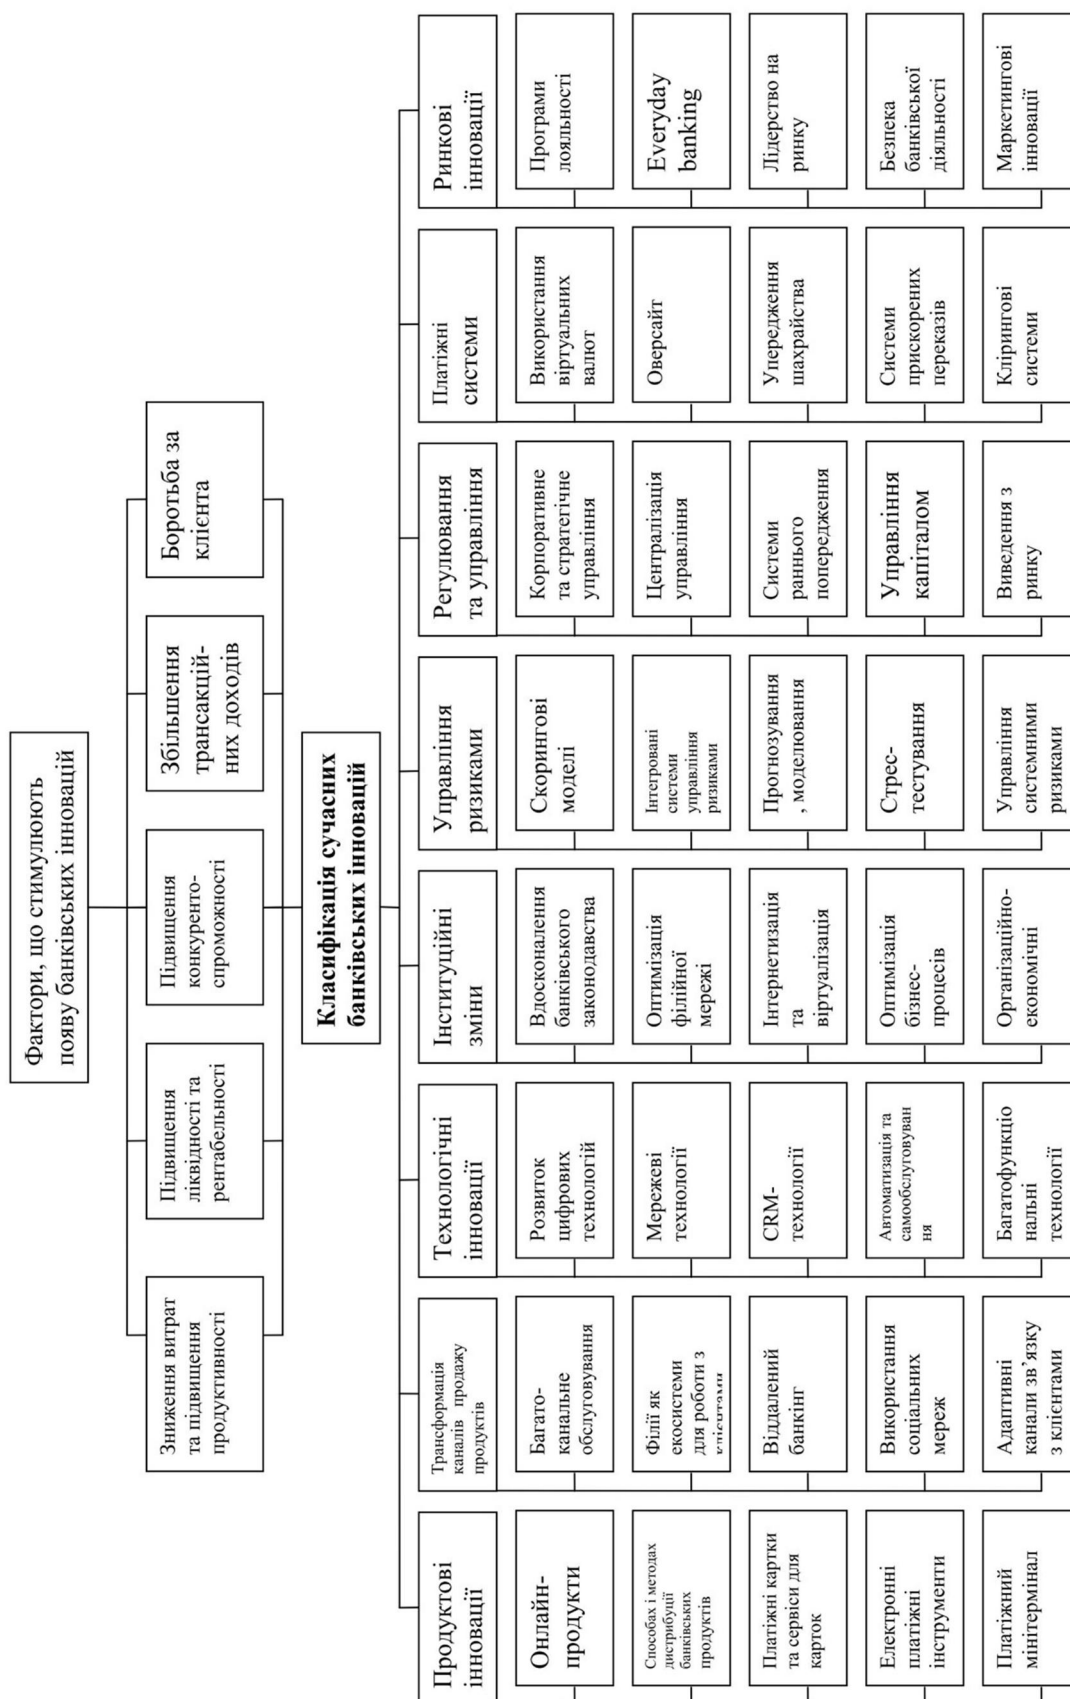 Фактори, що стимулюють
появу банківських інновацій
Зниження витрат
та підвищення
продуктивності
Підвищення
ліквідності та
рентабельності
Підвищення
конкуренто-
спроможності
Збільшення
трансакцій-
них доходів
Боротьба за
клієнта
Класифікація сучасних
банківських інновацій
Продуктові
інновації
Онлайн-
продукти
Способах і методах
дистрибуції
банківських
продуктів
Платіжні картки
та сервіси для
карток
Електронні
платіжні
інструменти
Платіжний
мінітермінал
Трансформація
каналів продажу
продуктів
Багато-
канальне
обслуговування
Філії як
екосистеми
для роботи з
клієнтами
Віддалений
банкінг
Використання
соціальних
мереж
Адаптивні
канали зв’язку
з клієнтами
Технологічні
інновації
Розвиток
цифрових
технологій
Мережеві
технології
CRM-
технології
Автоматизація та
самообслуговуван
ня
Багатофункціо
нальні
технології
Інституційні
зміни
Вдосконалення
банківського
законодавства
Оптимізація
філійної
мережі
Інтернетизація
та
віртуалізація
Оптимізація
бізнес-
процесів
Організаційно-
економічні
Управління
ризиками
Скорингові
моделі
Інтегровані
системи
управління
ризиками
Прогнозування
, моделювання
Стрес-
тестування
Управління
системними
ризиками
Регулювання
та управління
Корпоративне
та стратегічне
управління
Централізація
управління
Системи
раннього
попередження
Управління
капіталом
Виведення з
ринку
Платіжні
системи
Використання
віртуальних
валют
Оверсайт
Упередження
шахрайства
Системи
прискорених
переказів
Клірингові
системи
Ринкові
інновації
Програми
лояльності
Everyday
banking
Лідерство на
ринку
Безпека
банківської
діяльності
Маркетингові
інновації